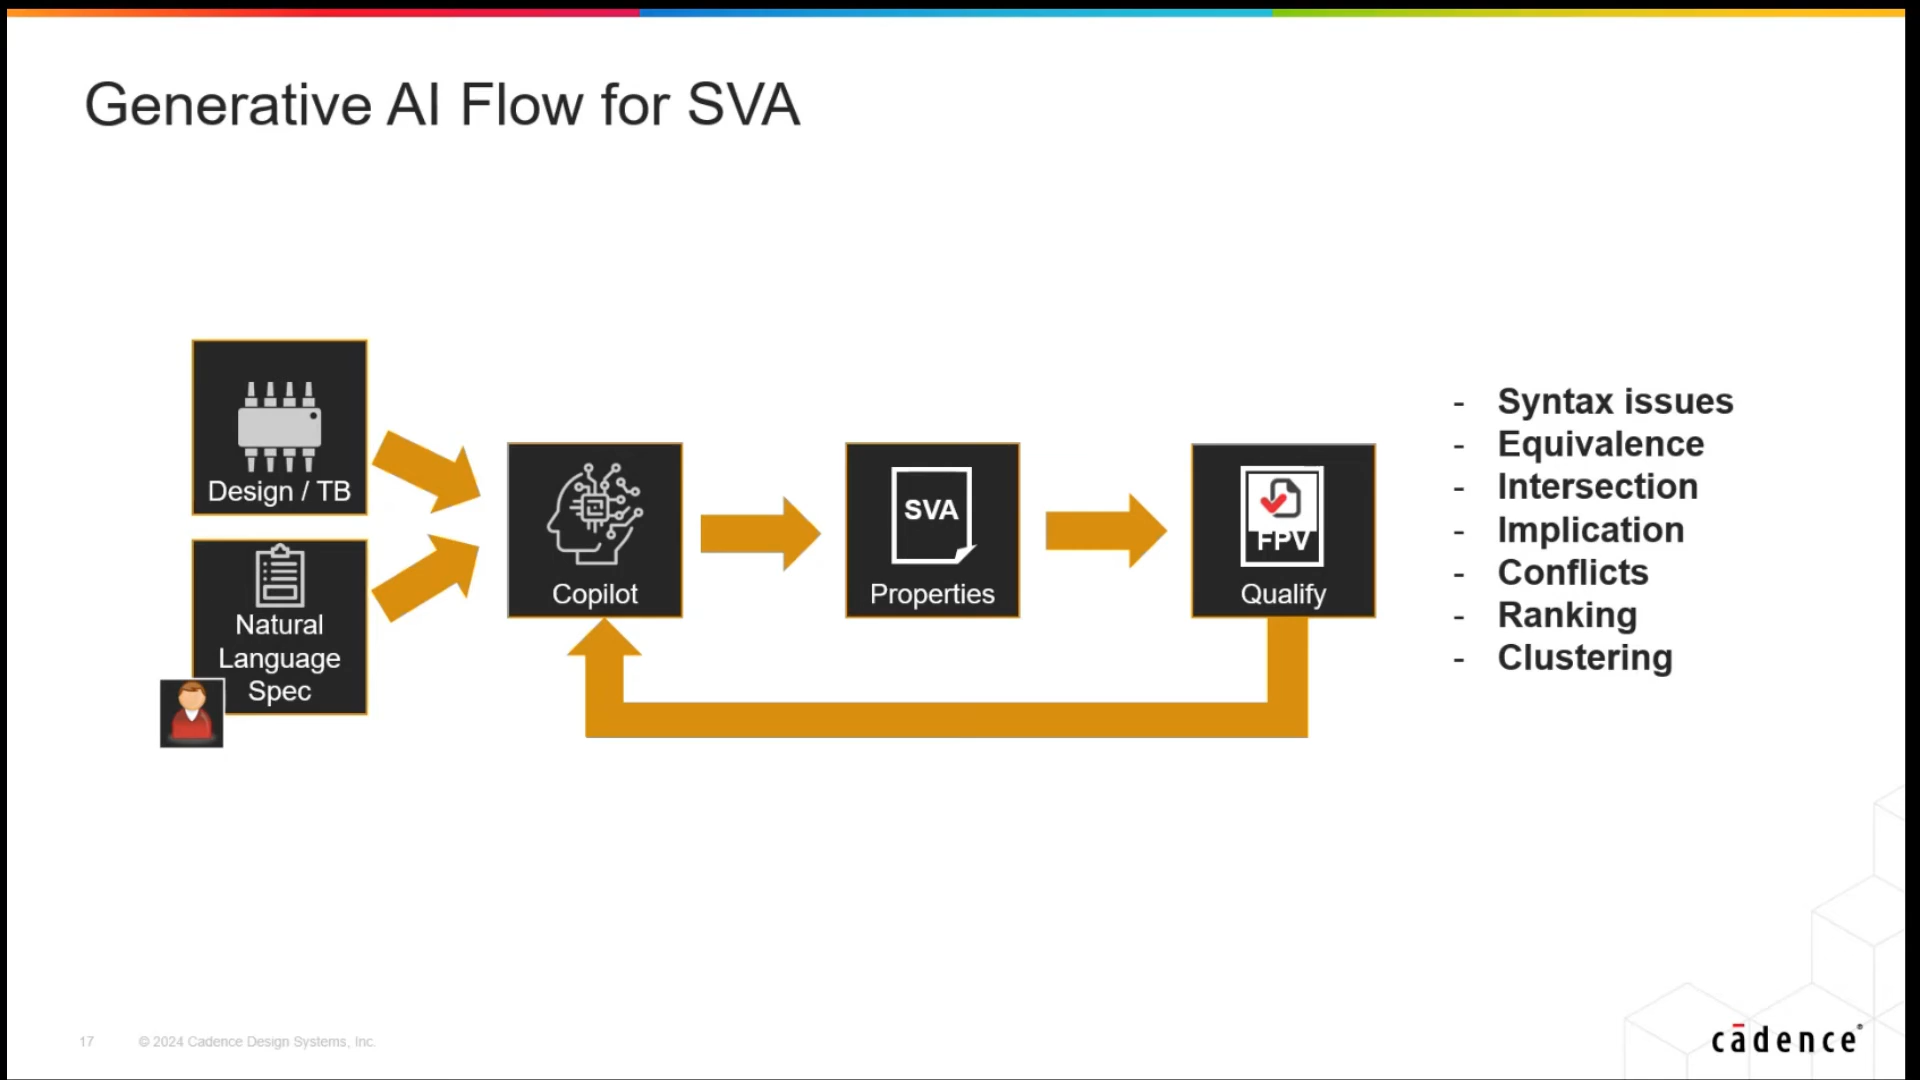 Generative AI Flow for SVA
Design / TB
Natural
Language
Spec
Copilot
SVA
Properties
FPV
Qualify
- Syntax issues
- Equivalence
- Intersection
- Implication
- Conflicts
- Ranking
- Clustering
17
© 2024 Cadence Design Systems, Inc.
cādence®